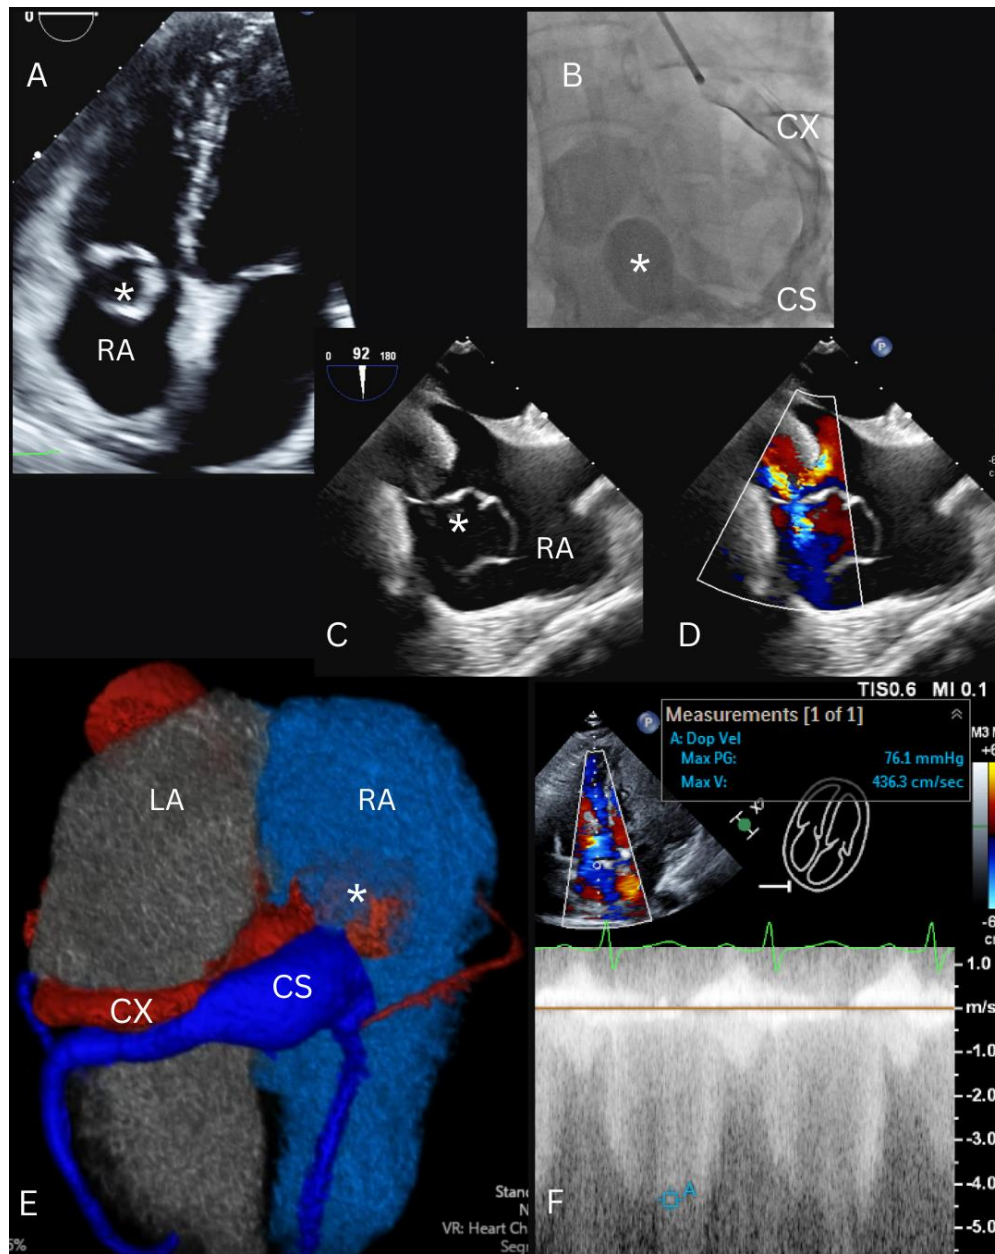 0
A
*
RA
B
CX
*
CS
0 92 180
P
*
RA
C
P
D
LA
RA
*
CX
CS
E
TIS0.6 MI 0.1
P
Measurements [1 of 1]
A: Dop Vel
Max PG: 76.1 mmHg
Max V: 436.3 cm/sec
1.0
m/s
-1.0
-2.0
-3.0
-4.0
-5.0
A
F
VR: Heart Ch